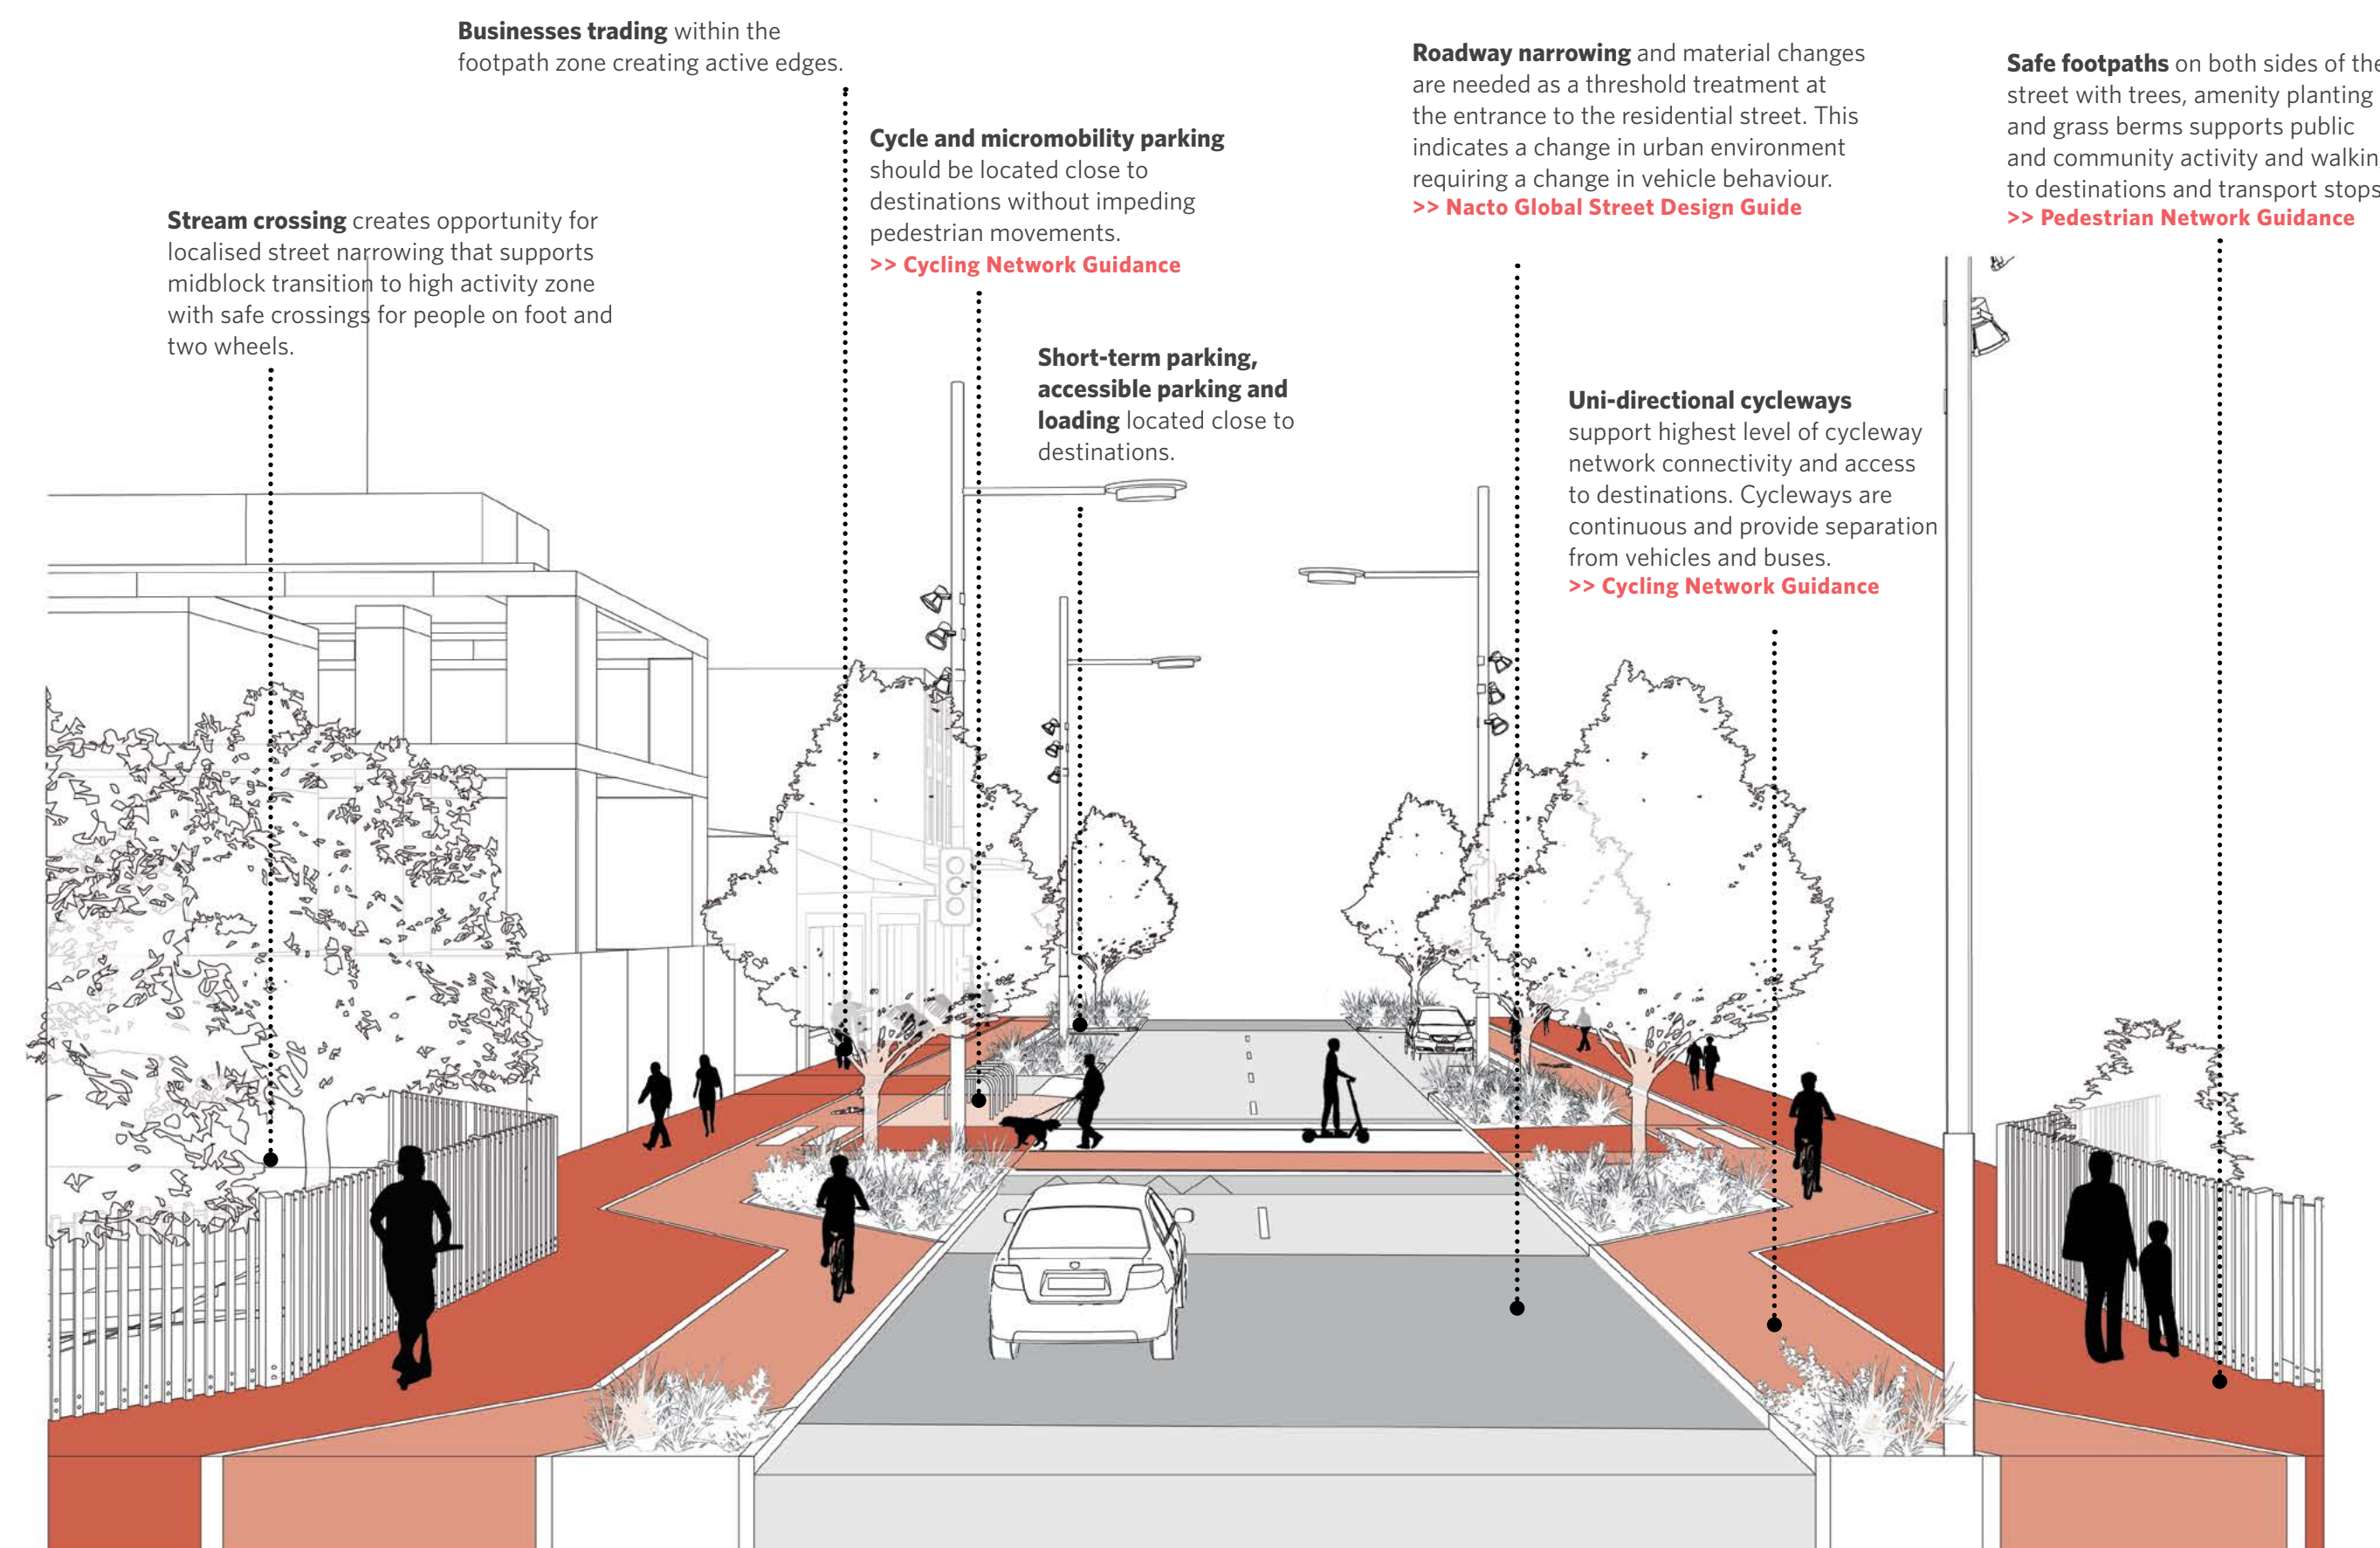 Businesses trading within the
footpath zone creating active edges.
Stream crossing creates opportunity for
localised street narrowing that supports
midblock transition to high activity zone
with safe crossings for people on foot and
two wheels.
Cycle and micromobility parking
should be located close to
destinations without impeding
pedestrian movements.
>> Cycling Network Guidance
Short-term parking,
accessible parking and
loading located close to
destinations.
Roadway narrowing and material changes
are needed as a threshold treatment at
the entrance to the residential street. This
indicates a change in urban environment
requiring a change in vehicle behaviour.
>> Nacto Global Street Design Guide
Uni-directional cycleways
support highest level of cycleway
network connectivity and access
to destinations. Cycleways are
continuous and provide separation
from vehicles and buses.
>> Cycling Network Guidance
Safe footpaths on both sides of the
street with trees, amenity planting
and grass berms supports public
and community activity and walkin
to destinations and transport stops
>> Pedestrian Network Guidance